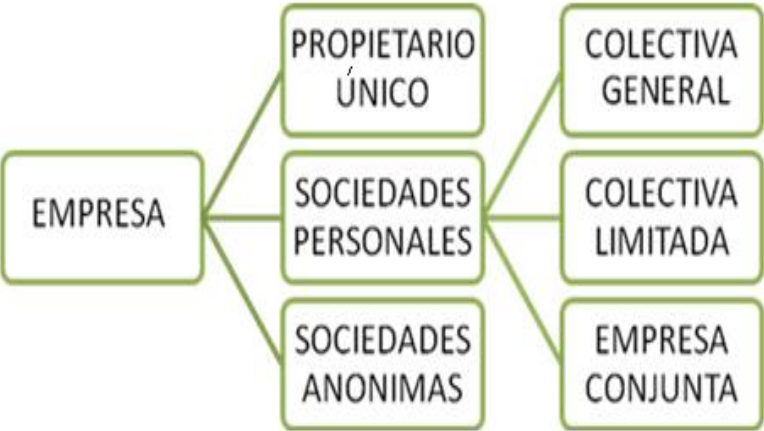 EMPRESA
PROPIETARIO
ÚNICO
SOCIEDADES
PERSONALES
SOCIEDADES
ANONIMAS
COLECTIVA
GENERAL
COLECTIVA
LIMITADA
EMPRESA
CONJUNTA